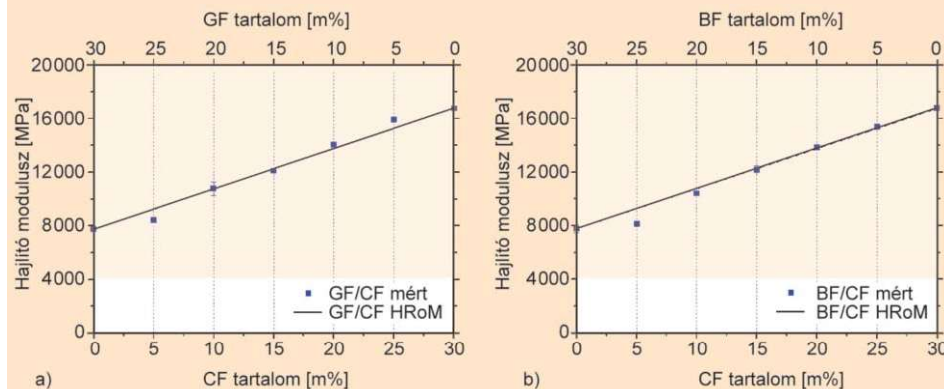 GF tartalom [m%]
30 25 20 15 10 5 0
20000
16000
12000
8000
4000
0
Hajlító modulusz [MPa]
GF/CF mért
GF/CF HRoM
0 5 10 15 20 25 30
a) CF tartalom [m%]
BF tartalom [m%]
30 25 20 15 10 5 0
20000
16000
12000
8000
4000
0
Hajlító modulusz [MPa]
BF/CF mért
BF/CF HRoM
0 5 10 15 20 25 30
b) CF tartalom [m%]